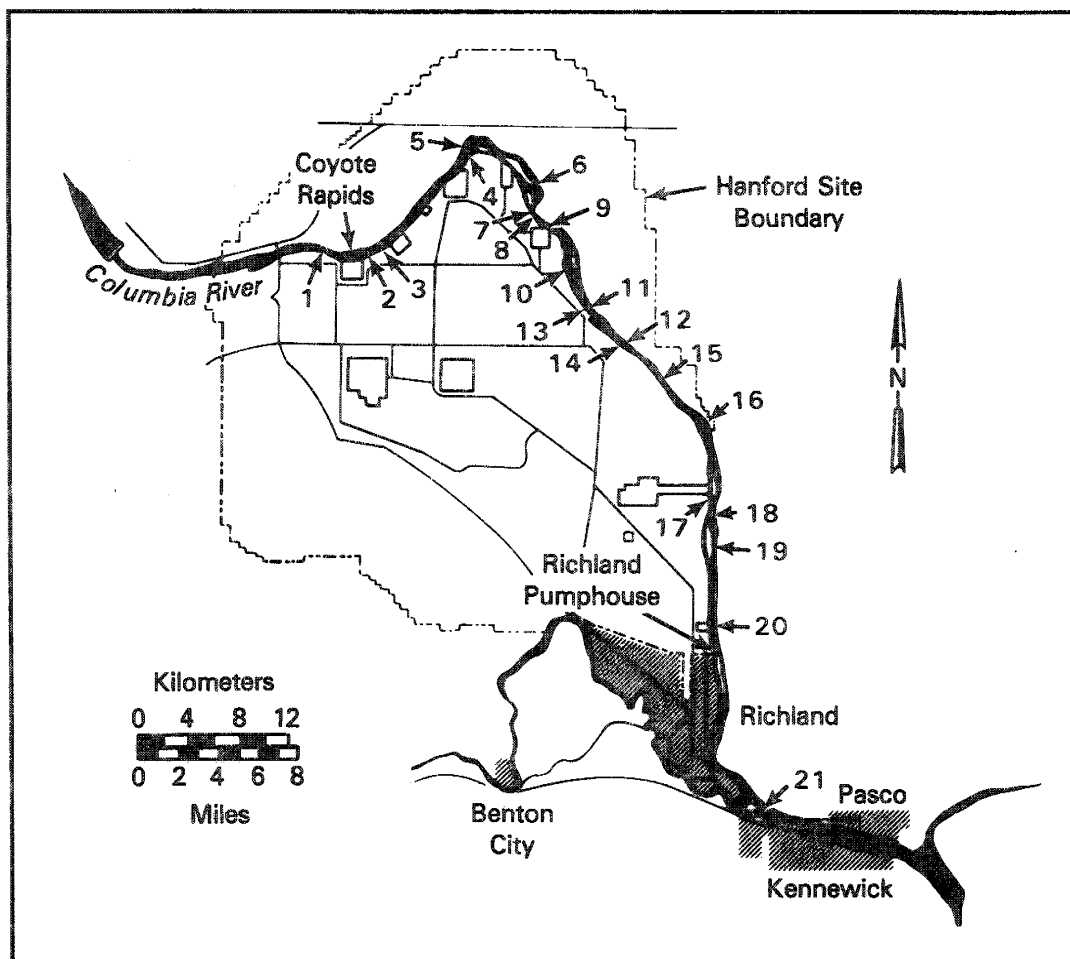 5
6
Coyote
Rapids
4
Hanford Site
Boundary
7
9
8
Columbia River
1
2
3
10
11
13
12
14
15
N
16
17
18
19
Richland
Pumphouse
20
Kilometers
0 4 8 12
0 2 4 6 8
Miles
Richland
21
Pasco
Benton
City
Kennewick